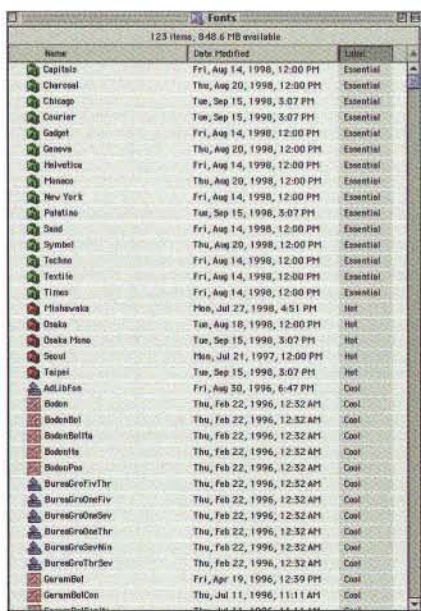 Fonts
123 items, 848.6 MB available
Name Date Modified Label
Capitals Fri, Aug 14, 1998, 12:00 PM Essential
Charcoal Thu, Aug 20, 1998, 12:00 PM Essential
Chicago Tue, Sep 15, 1998, 3:07 PM Essential
Courier Tue, Sep 15, 1998, 3:07 PM Essential
Gadget Fri, Aug 14, 1998, 12:00 PM Essential
Geneva Thu, Aug 20, 1998, 12:00 PM Essential
Helvetica Fri, Aug 14, 1998, 12:00 PM Essential
Monaco Thu, Aug 20, 1998, 12:00 PM Essential
New York Fri, Aug 14, 1998, 12:00 PM Essential
Palatino Tue, Sep 15, 1998, 3:07 PM Essential
Sand Fri, Aug 14, 1998, 12:00 PM Essential
Symbol Thu, Aug 20, 1998, 12:00 PM Essential
Techno Fri, Aug 14, 1998, 12:00 PM Essential
Textile Fri, Aug 14, 1998, 12:00 PM Essential
Times Fri, Aug 14, 1998, 12:00 PM Essential
Mishawaka Mon, Jul 27, 1998, 4:51 PM Hot
Osaka Tue, Aug 18, 1998, 12:00 PM Hot
Osaka Mono Tue, Sep 15, 1998, 3:07 PM Hot
Seoul Mon, Jul 21, 1997, 12:00 PM Hot
Taipei Tue, Sep 15, 1998, 3:07 PM Hot
AdLibFon Fri, Aug 30, 1996, 6:47 PM Cool
Bodon Thu, Feb 22, 1996, 12:32 AM Cool
BodonBol Thu, Feb 22, 1996, 12:32 AM Cool
BodonBolIta Thu, Feb 22, 1996, 12:32 AM Cool
BodonIta Thu, Feb 22, 1996, 12:32 AM Cool
BodonPos Thu, Feb 22, 1996, 12:32 AM Cool
BureaGroFivThr Thu, Feb 22, 1996, 12:32 AM Cool
BureaGroOneFiv Thu, Feb 22, 1996, 12:32 AM Cool
BureaGroOneSev Thu, Feb 22, 1996, 12:32 AM Cool
BureaGroOneThr Thu, Feb 22, 1996, 12:32 AM Cool
BureaGroSevNin Thu, Feb 22, 1996, 12:32 AM Cool
BureaGroThrSev Thu, Feb 22, 1996, 12:32 AM Cool
GaramBol Fri, Apr 19, 1996, 12:39 PM Cool
GaramBolCon Thu, Jul 11, 1996, 11:11 AM Cool